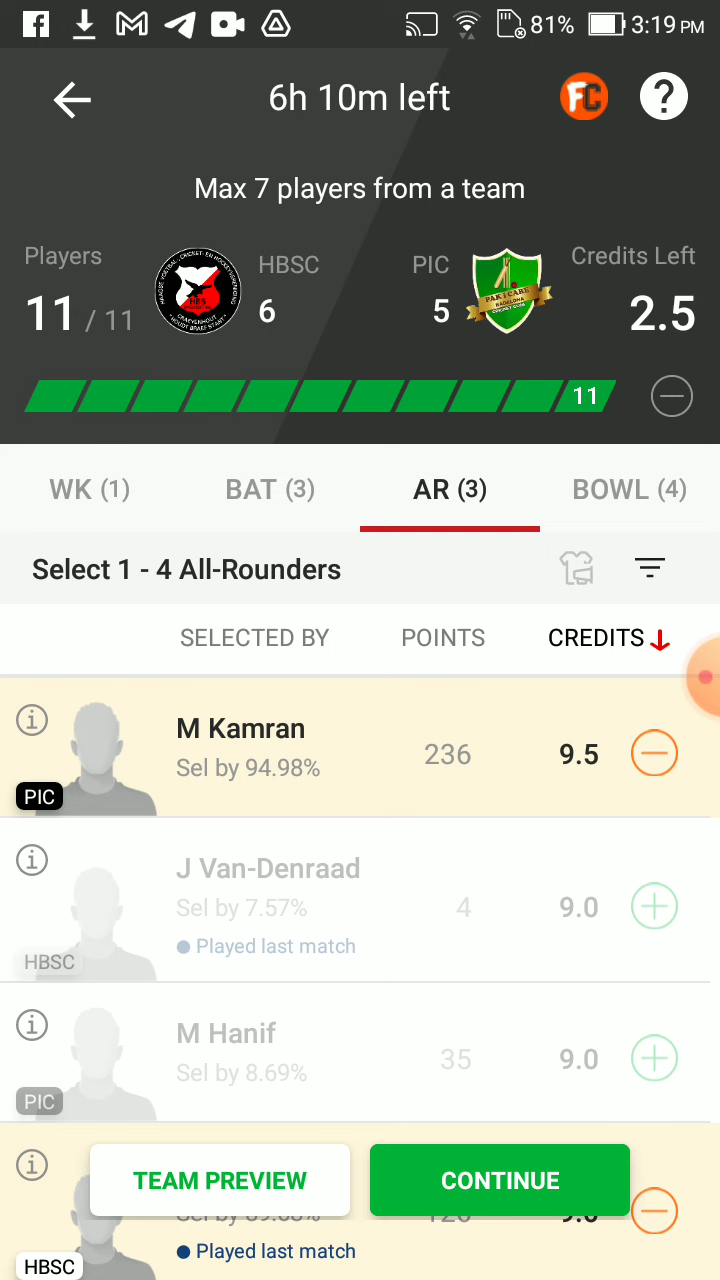 81% 3:19 PM
6h 10m left
FC
?
Max 7 players from a team
Players
11 / 11
HBSC
6
PIC
5
Credits Left
2.5
11
WK (1) BAT (3) AR (3) BOWL (4)
Select 1 - 4 All-Rounders
SELECTED BY POINTS CREDITS
M Kamran
Sel by 94.98%
236 9.5
PIC
J Van-Denraad
Sel by 7.57%
4 9.0
Played last match
HBSC
M Hanif
Sel by 8.69%
35 9.0
PIC
TEAM PREVIEW CONTINUE
Played last match
HBSC